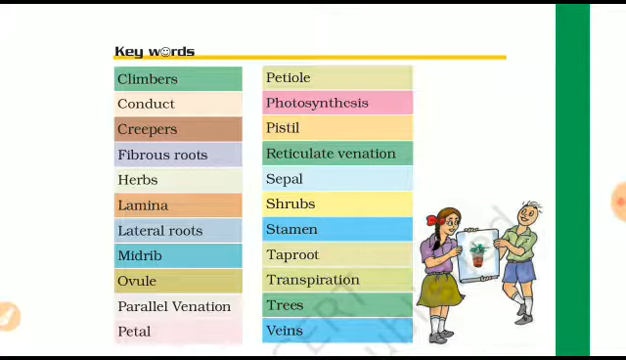 Key words
Climbers
Conduct
Creepers
Fibrous roots
Herbs
Lamina
Lateral roots
Midrib
Ovule
Parallel Venation
Petal
Petiole
Photosynthesis
Pistil
Reticulate venation
Sepal
Shrubs
Stamen
Taproot
Transpiration
Trees
Veins